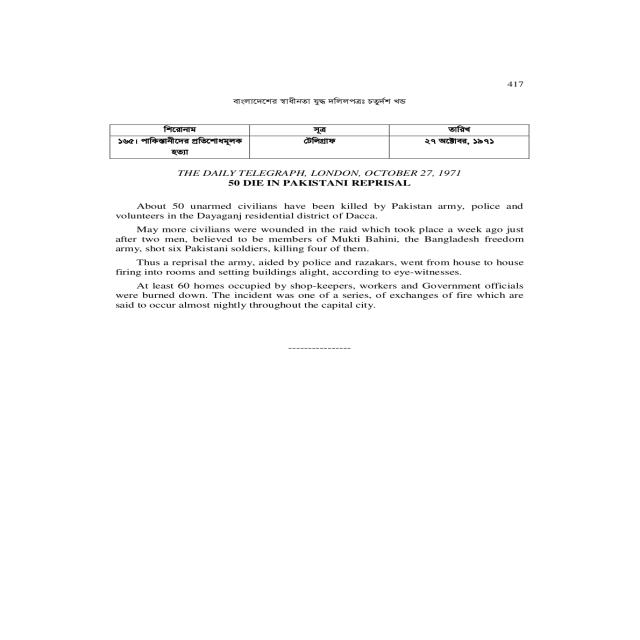 417
বাংলাদেশের স্বাধীনতা যুদ্ধ দলিলপত্রঃ চতুর্দশ খন্ড
শিরোনাম সূত্র তারিখ
১৬৫। পাকিস্তানীদের প্রতিশোধমূলক টেলিগ্রাফ ২৭ অক্টোবর, ১৯৭১
হত্যা
THE DAILY TELEGRAPH, LONDON, OCTOBER 27, 1971
50 DIE IN PAKISTANI REPRISAL
About 50 unarmed civilians have been killed by Pakistan army, police and
volunteers in the Dayaganj residential district of Dacca.
May more civilians were wounded in the raid which took place a week ago just
after two men, believed to be members of Mukti Bahini, the Bangladesh freedom
army, shot six Pakistani soldiers, killing four of them.
Thus a reprisal the army, aided by police and razakars, went from house to house
firing into rooms and setting buildings alight, according to eye-witnesses.
At least 60 homes occupied by shop-keepers, workers and Government officials
were burned down. The incident was one of a series, of exchanges of fire which are
said to occur almost nightly throughout the capital city.
----------------